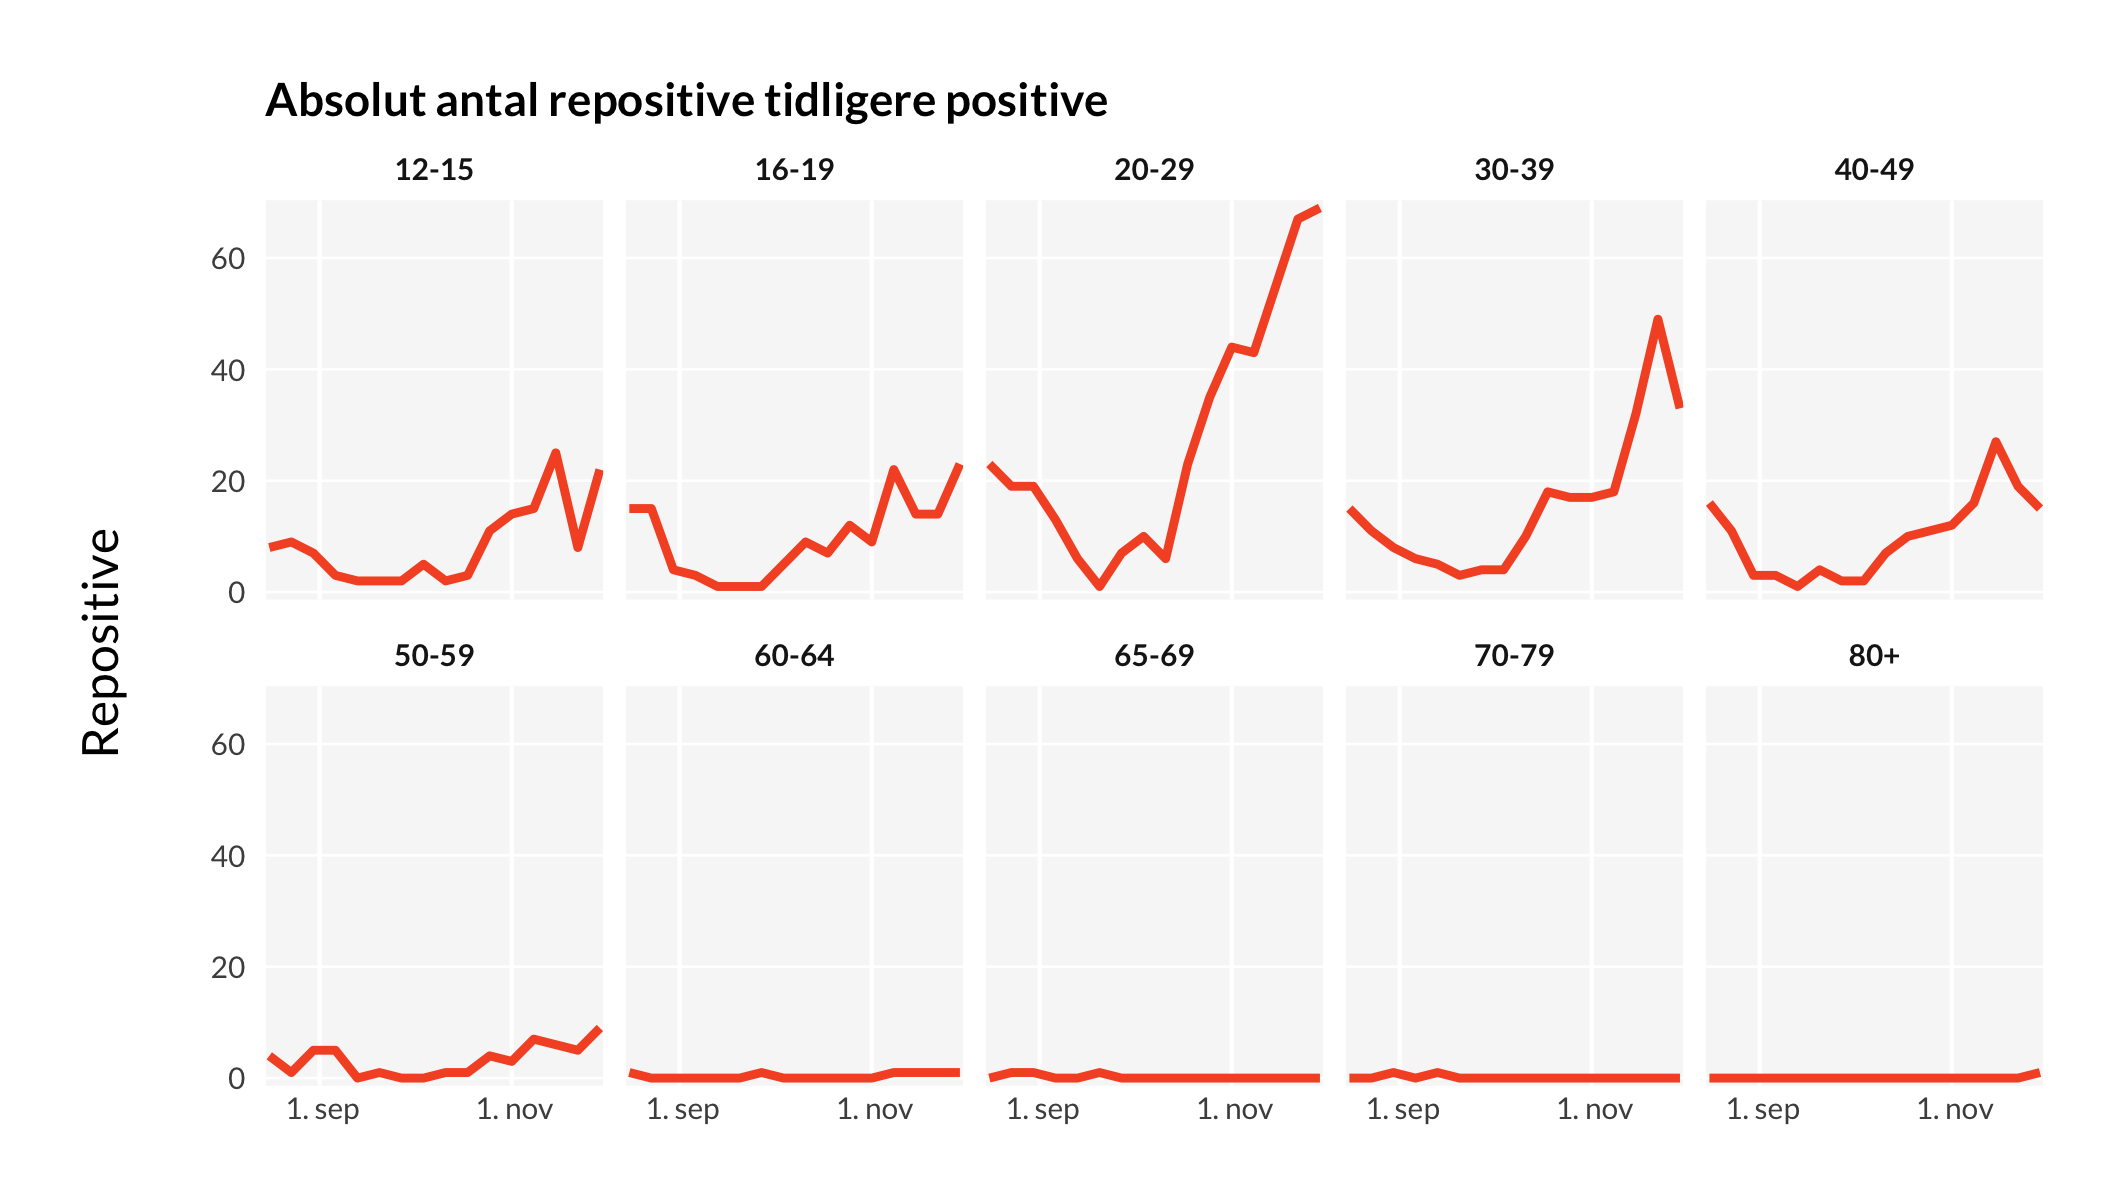 Absolut antal repositive tidligere positive
12-15 16-19 20-29 30-39 40-49
60
40
20
0
Repositive
50-59 60-64 65-69 70-79 80+
60
40
20
0
1. sep 1. nov 1. sep 1. nov 1. sep 1. nov 1. sep 1. nov 1. sep 1. nov